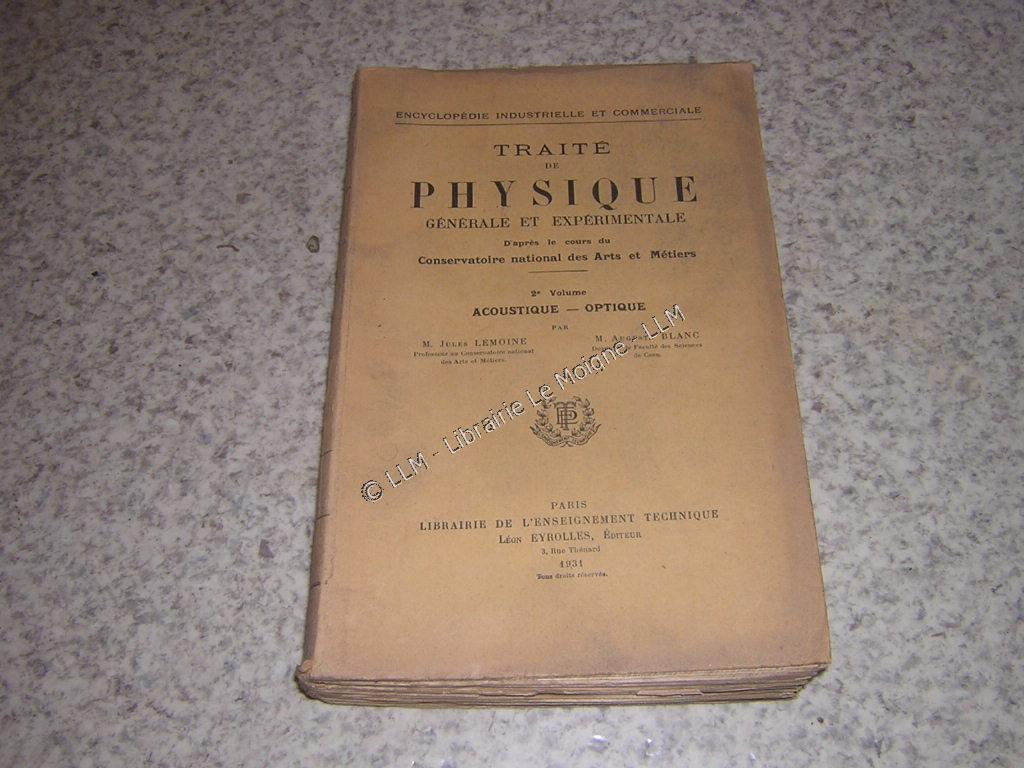 ENCYCLOPÉDIE INDUSTRIELLE ET COMMERCIALE
TRAITÉ
DE
PHYSIQUE
GÉNÉRALE ET EXPÉRIMENTALE
D'après le cours du
Conservatoire national des Arts et Métiers
2e Volume
ACOUSTIQUE — OPTIQUE
PAR
M. JULES LEMOINE
Professeur au Conservatoire national
des Arts et Métiers.
M. AUGUSTE BLANC
Faculté des Sciences
de Caen.
© LLM - Librairie Le Moigne - LLM
PARIS
LIBRAIRIE DE L'ENSEIGNEMENT TECHNIQUE
LÉON EYROLLES, ÉDITEUR
3, Rue Thénard
1931
Tous droits réservés.